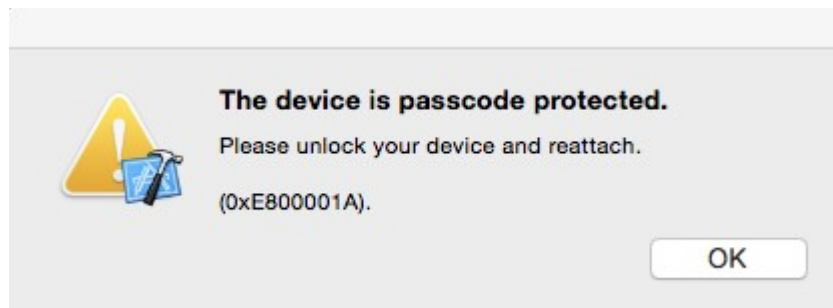 The device is passcode protected.
Please unlock your device and reattach.
(0xE800001A).
OK